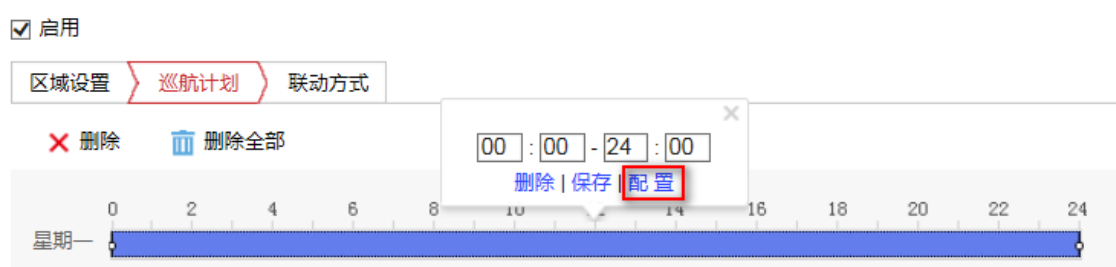 启用
区域设置 巡航计划 联动方式
删除 删除全部
00 : 00 - 24 : 00
删除 | 保存 | 配 置
0 2 4 6 8 10 14 16 18 20 22 24
星期一